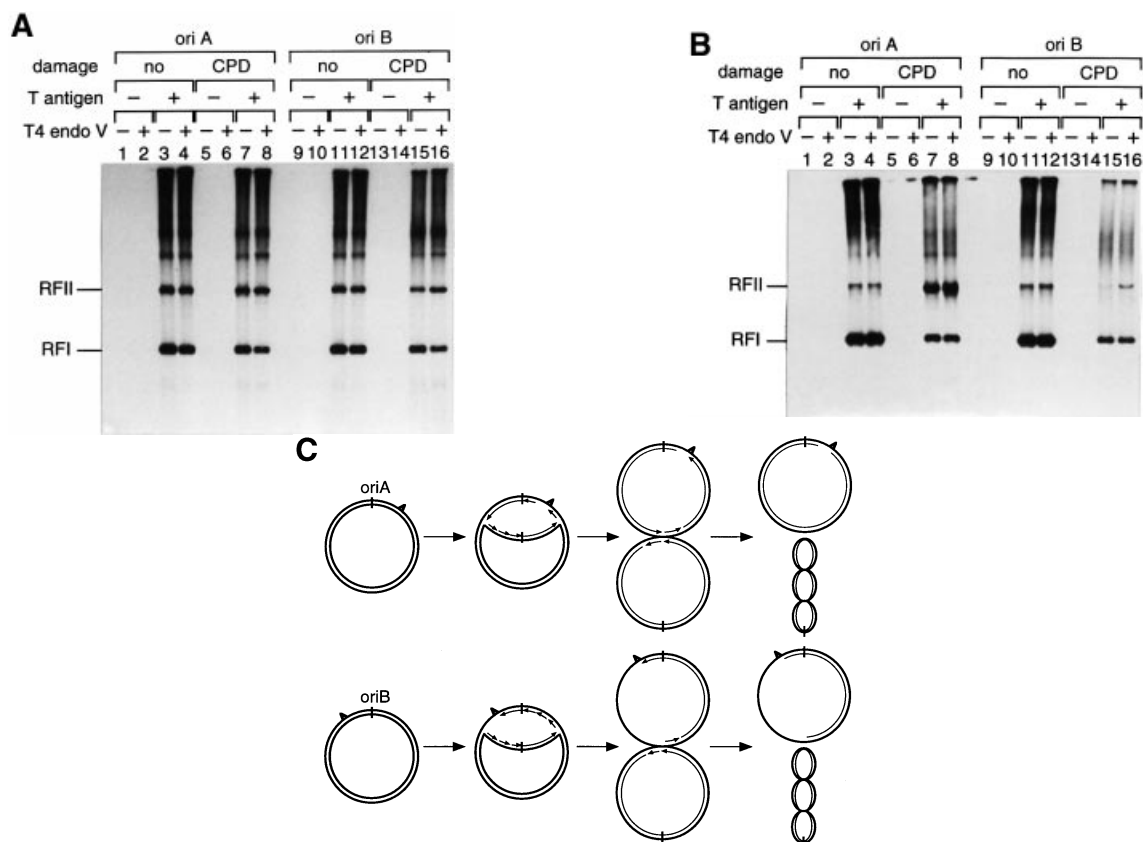 A
ori A ori B
damage no CPD no CPD
T antigen − + − + − + − +
T4 endo V − + − + − + − + − + − + − + − +
1 2 3 4 5 6 7 8 9 10 11 12 13 14 15 16
RFII
RFI
B
ori A ori B
damage no CPD no CPD
T antigen − + − + − + − +
T4 endo V − + − + − + − + − + − + − + − +
1 2 3 4 5 6 7 8 9 10 11 12 13 14 15 16
RFII
RFI
C
oriA
oriB